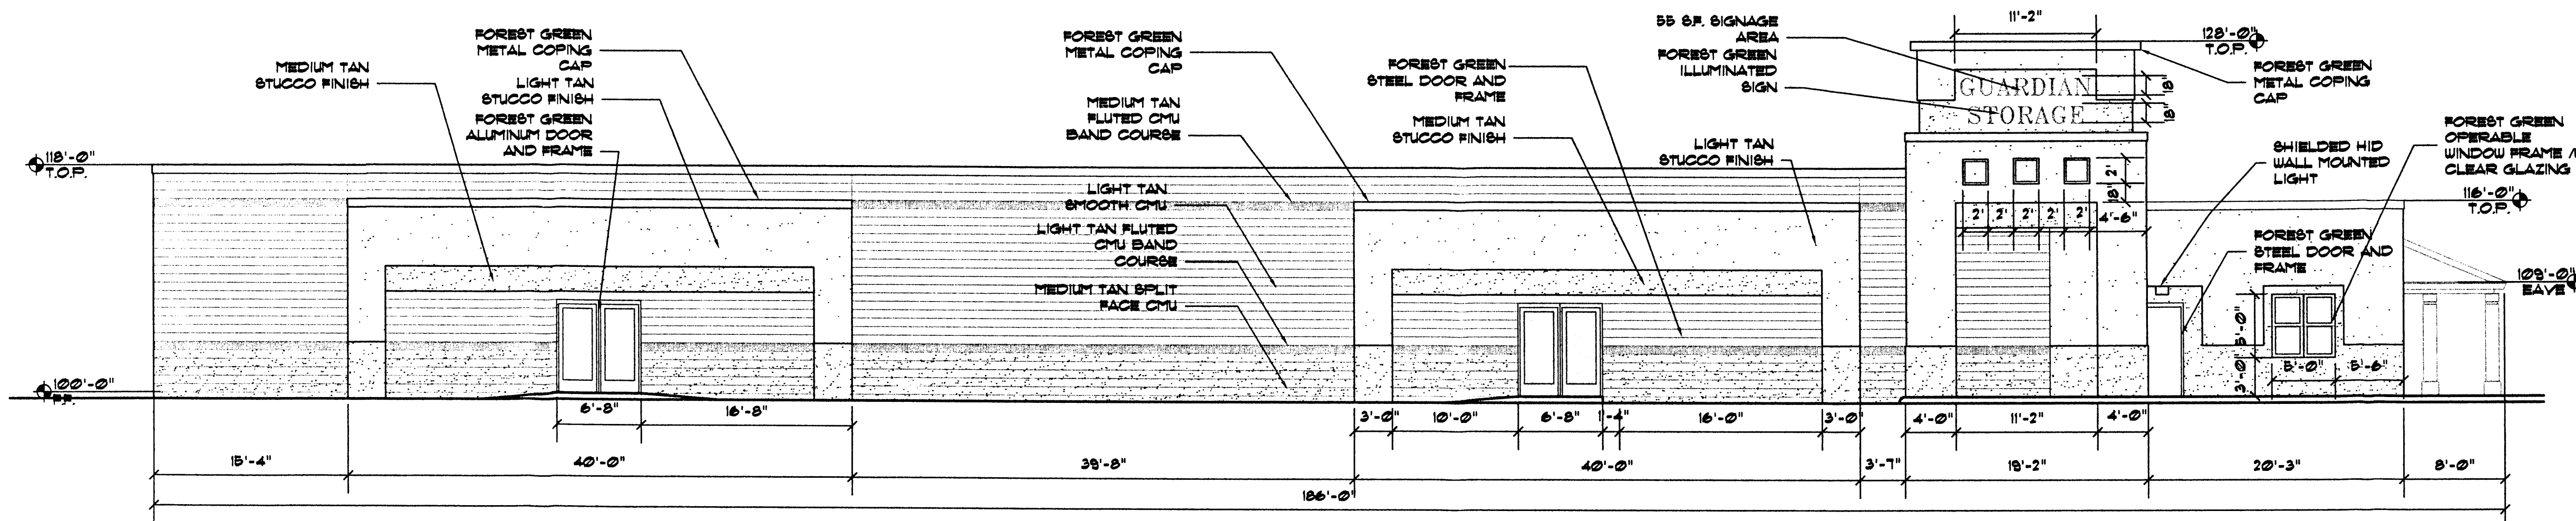 FOREST GREEN
METAL COPING
CAP
MEDIUM TAN
STUCCO FINISH
LIGHT TAN
STUCCO FINISH
FOREST GREEN
ALUMINUM DOOR
AND FRAME
FOREST GREEN
METAL COPING
CAP
MEDIUM TAN
FLUTED CMU
BAND COURSE
LIGHT TAN
SMOOTH CMU
LIGHT TAN FLUTED
CMU BAND
COURSE
MEDIUM TAN SPLIT
FACE CMU
FOREST GREEN
STEEL DOOR AND
FRAME
MEDIUM TAN
STUCCO FINISH
55 SF. SIGNAGE
AREA
FOREST GREEN
ILLUMINATED
SIGN
LIGHT TAN
STUCCO FINISH
11'-2"
GUARDIAN
STORAGE
18"
18"
128'-0"
T.O.P.
FOREST GREEN
METAL COPING
CAP
SHIELDED HID
WALL MOUNTED
LIGHT
FOREST GREEN
OPERABLE
WINDOW FRAME
CLEAR GLAZING
116'-0"
T.O.P.
FOREST GREEN
STEEL DOOR AND
FRAME
109'-0"
EAVE
118'-0"
T.O.P.
100'-0"
F.F.
2'
18"
2' 2' 2' 2' 2' 4'-6"
5'-0"
3'-0"
5'-0" 5'-6"
6'-8" 16'-8"
3'-0" 10'-0" 6'-8" 1'-4" 16'-0" 3'-0"
4'-0" 11'-2" 4'-0"
15'-4" 40'-0" 39'-8" 40'-0" 3'-7" 19'-2" 20'-3" 8'-0"
186'-0"